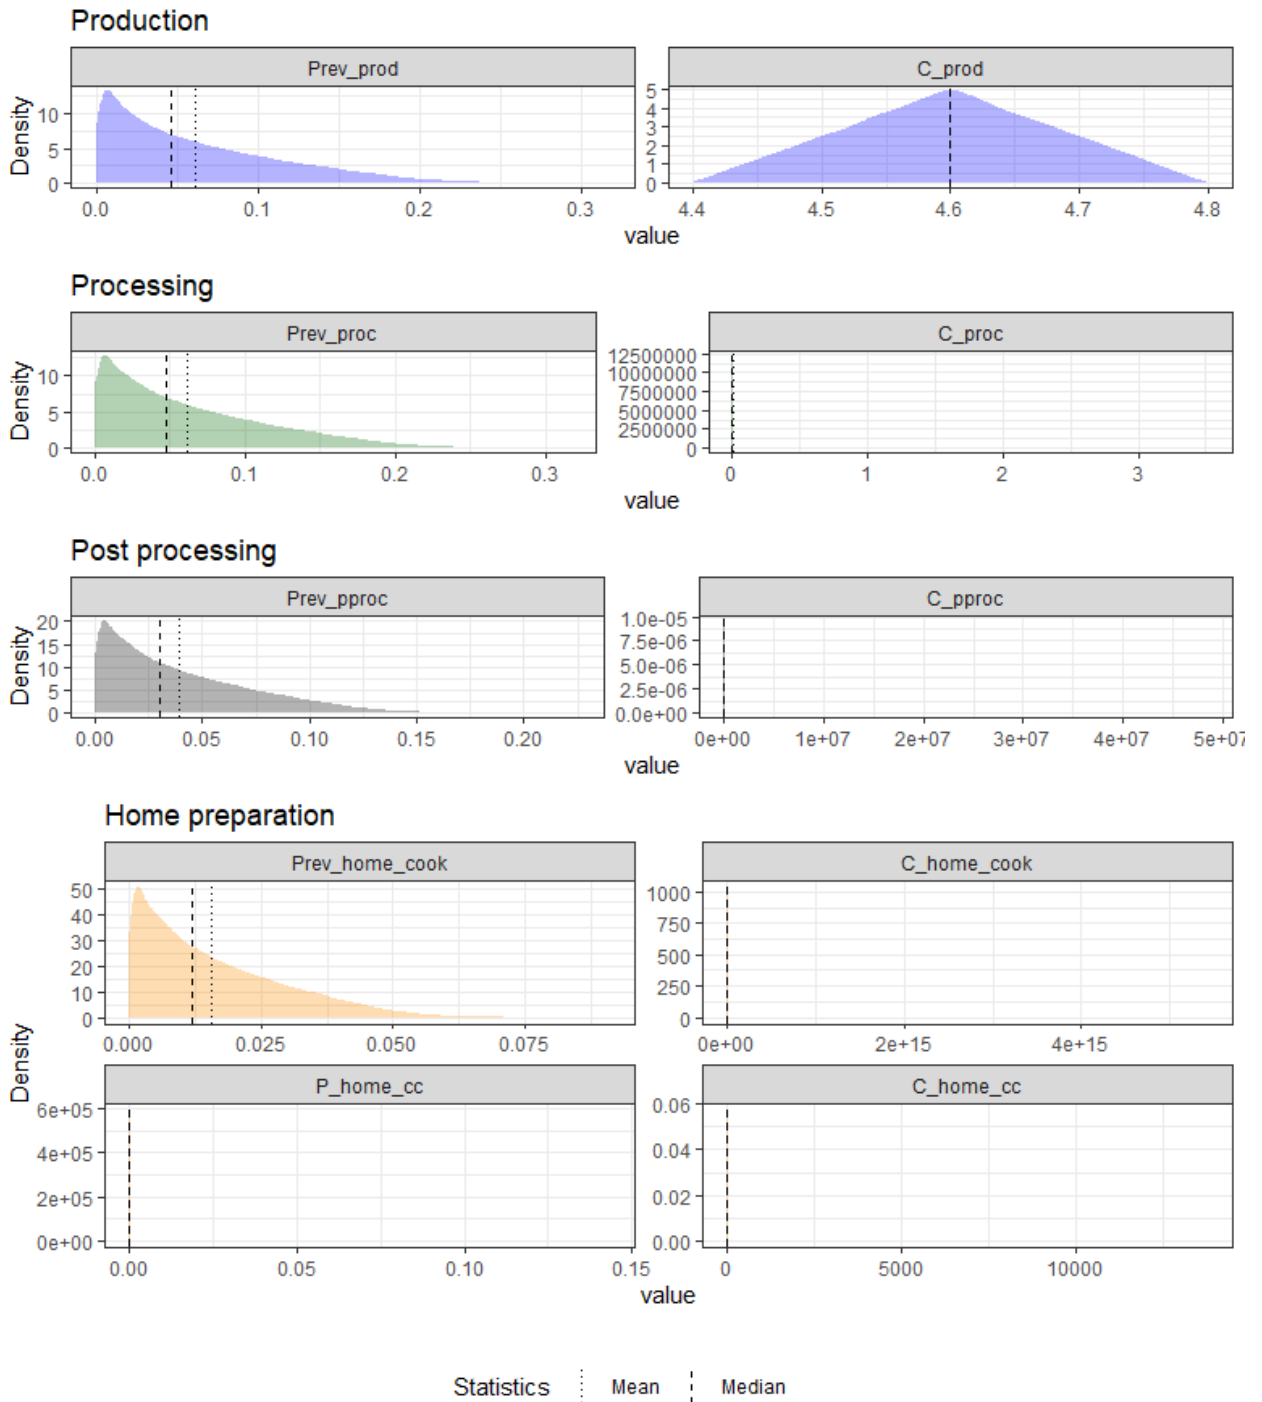 Production
Prev_prod
C_prod
Density
10
5
0
0.0 0.1 0.2 0.3
5
4
3
2
1
0
4.4 4.5 4.6 4.7 4.8
value
Processing
Prev_proc
C_proc
Density
10
5
0
0.0 0.1 0.2 0.3
12500000
10000000
7500000
5000000
2500000
0
0 1 2 3
value
Post processing
Prev_pproc
C_pproc
Density
20
15
10
5
0
0.00 0.05 0.10 0.15 0.20
1.0e-05
7.5e-06
5.0e-06
2.5e-06
0.0e+00
0e+00 1e+07 2e+07 3e+07 4e+07 5e+07
value
Home preparation
Prev_home_cook
C_home_cook
50
40
30
20
10
0
0.000 0.025 0.050 0.075
1000
750
500
250
0
0e+00 2e+15 4e+15
Density
P_home_cc
C_home_cc
6e+05
4e+05
2e+05
0e+00
0.00 0.05 0.10 0.15
0.06
0.04
0.02
0.00
0 5000 10000
value
Statistics Mean Median